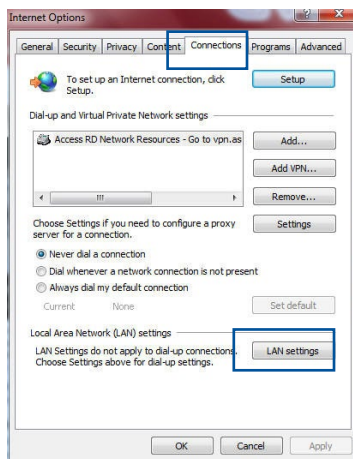 Internet Options
General Security Privacy Content Connections Programs Advanced
To set up an Internet connection, click
Setup.
Setup
Dial-up and Virtual Private Network settings
Access RD Network Resources - Go to vpn.as
Add...
Add VPN...
Remove...
Choose Settings if you need to configure a proxy
server for a connection.
Settings
Never dial a connection
Dial whenever a network connection is not present
Always dial my default connection
Current None
Set default
Local Area Network (LAN) settings
LAN Settings do not apply to dial-up connections.
Choose Settings above for dial-up settings.
LAN settings
OK Cancel Apply